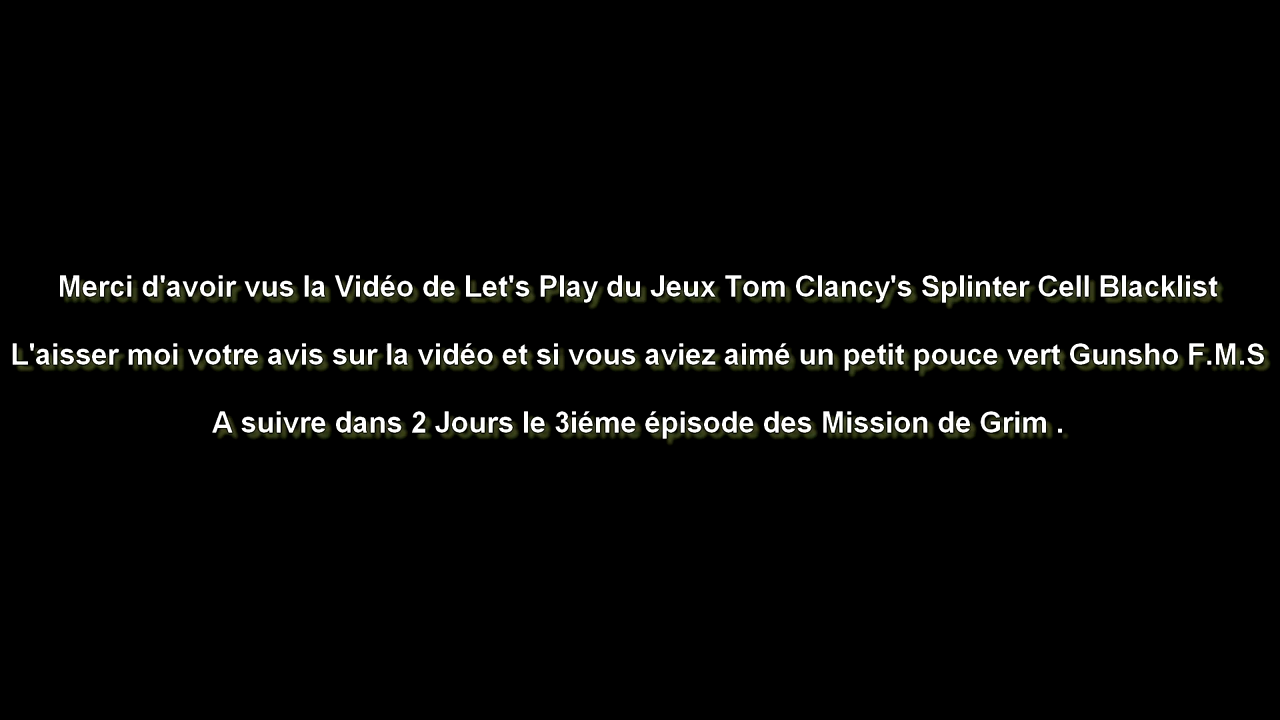 Merci d'avoir vus la Vidéo de Let's Play du Jeux Tom Clancy's Splinter Cell Blacklist
L'aisser moi votre avis sur la vidéo et si vous aviez aimé un petit pouce vert Gunsho F.M.S
A suivre dans 2 Jours le 3iéme épisode des Mission de Grim .